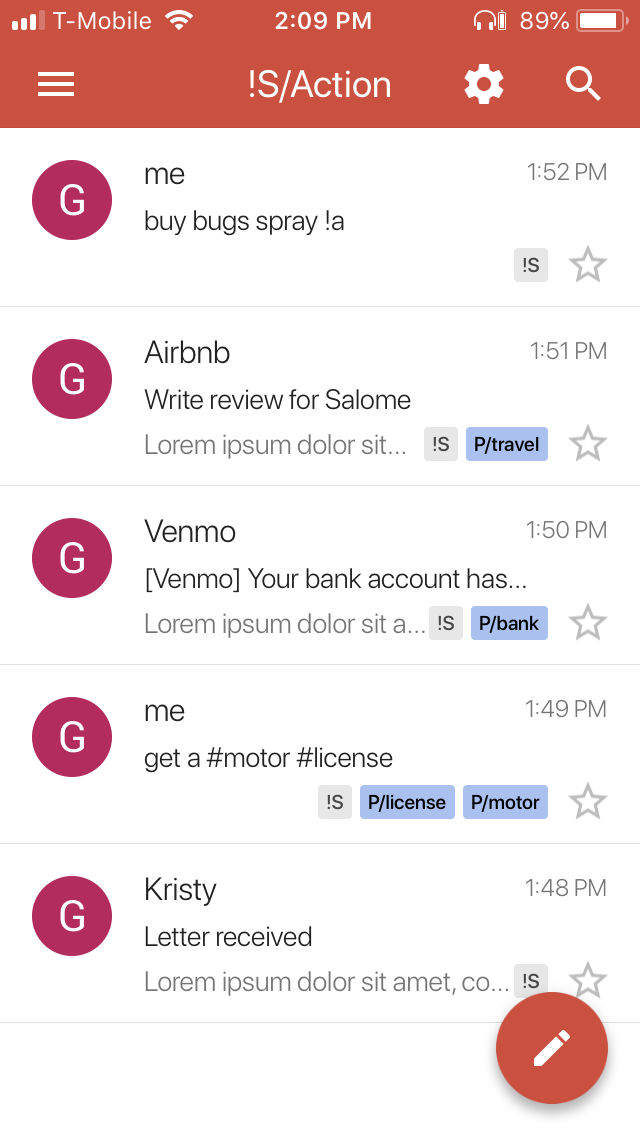 T-Mobile 2:09 PM 89%
!S/Action
G me 1:52 PM
buy bugs spray !a
!S
G Airbnb 1:51 PM
Write review for Salome
Lorem ipsum dolor sit... !S P/travel
G Venmo 1:50 PM
[Venmo] Your bank account has...
Lorem ipsum dolor sit a... !S P/bank
G me 1:49 PM
get a #motor #license
!S P/license P/motor
G Kristy 1:48 PM
Letter received
Lorem ipsum dolor sit amet, co... !S